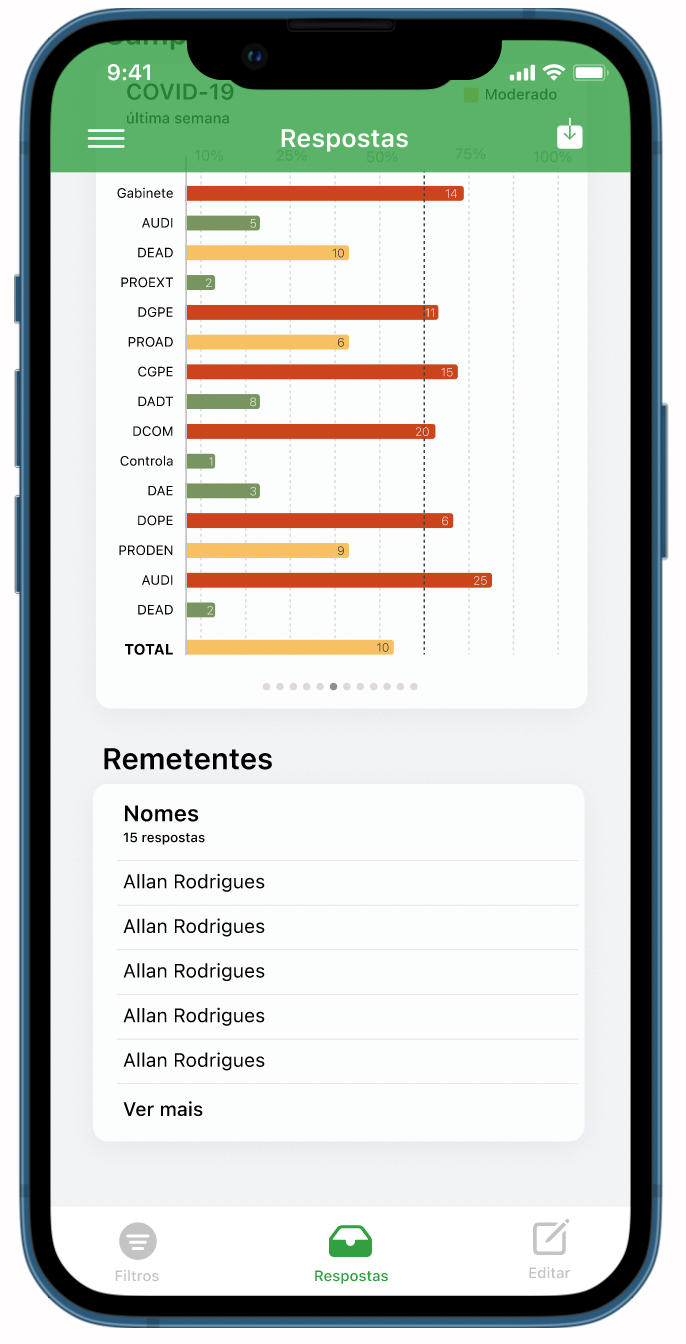 9:41
COVID-19
Moderado
última semana
Respostas
10% 25% 50% 75% 100%
Gabinete 14
AUDI 5
DEAD 10
PROEXT 2
DGPE 11
PROAD 6
CGPE 15
DADT 8
DCOM 20
Controla 1
DAE 3
DOPE 6
PRODEN 9
AUDI 25
DEAD 2
TOTAL 10
Remetentes
Nomes
15 respostas
Allan Rodrigues
Allan Rodrigues
Allan Rodrigues
Allan Rodrigues
Allan Rodrigues
Ver mais
Filtros
Respostas
Editar